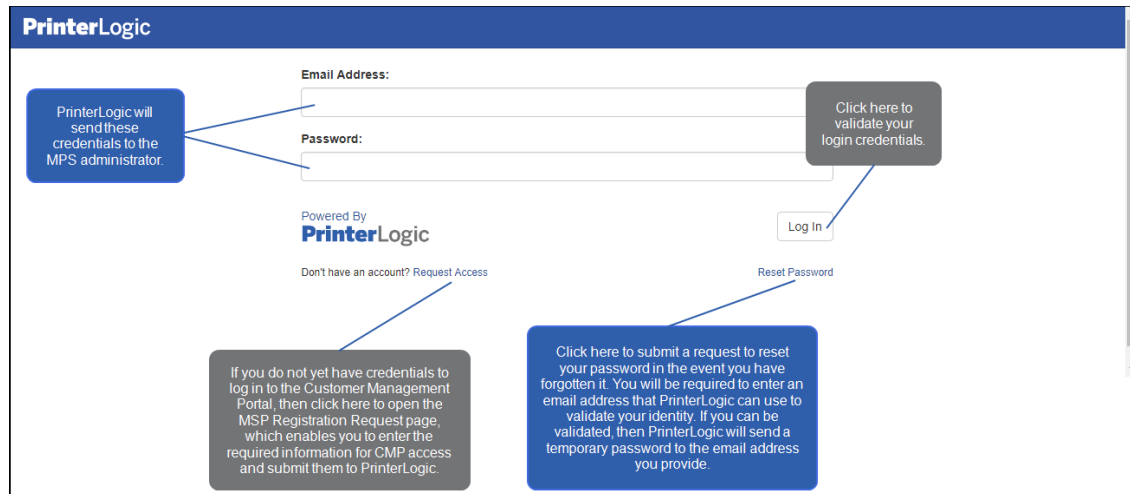 PrinterLogic
Email Address:
PrinterLogic will
send these
credentials to the
MPS administrator.
Click here to
validate your
login credentials.
Password:
Powered By
PrinterLogic
Log In
Don't have an account? Request Access
Reset Password
If you do not yet have credentials to
log in to the Customer Management
Portal, then click here to open the
MSP Registration Request page,
which enables you to enter the
required information for CMP access
and submit them to PrinterLogic.
Click here to submit a request to reset
your password in the event you have
forgotten it. You will be required to enter an
email address that PrinterLogic can use to
validate your identity. If you can be
validated, then PrinterLogic will send a
temporary password to the email address
you provide.